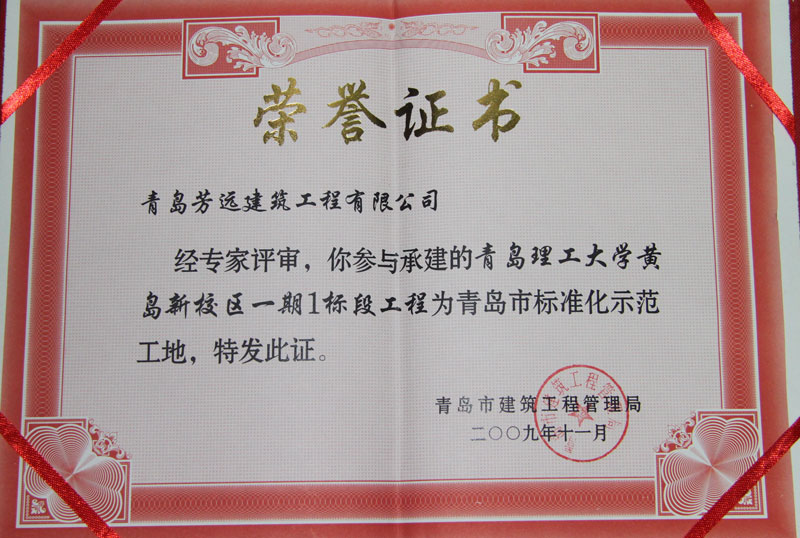 荣誉证书
青岛芳远建筑工程有限公司
经专家评审，你参与承建的青岛理工大学黄
岛新校区一期1标段工程为青岛市标准化示范
工地，特发此证。
青岛市建筑工程管理局
二〇〇九年十一月